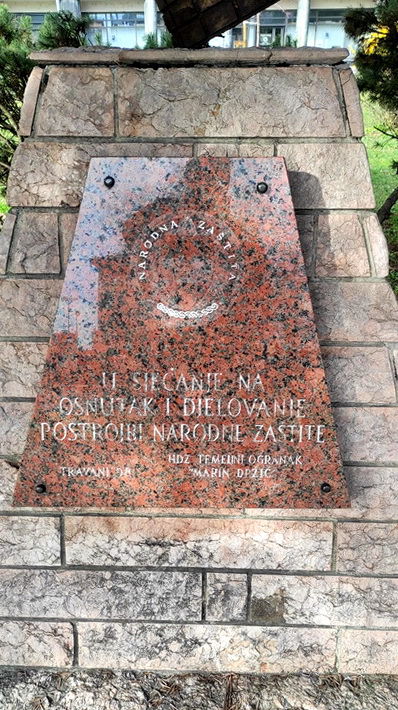 NARODNA ZAŠTITA
U SJEĆANJE NA
OSNUTAK I DJELOVANJE
POSTROJBI NARODNE ZAŠTITE
HDZ TEMELJNI OGRANAK
"MARIN DRŽIĆ"